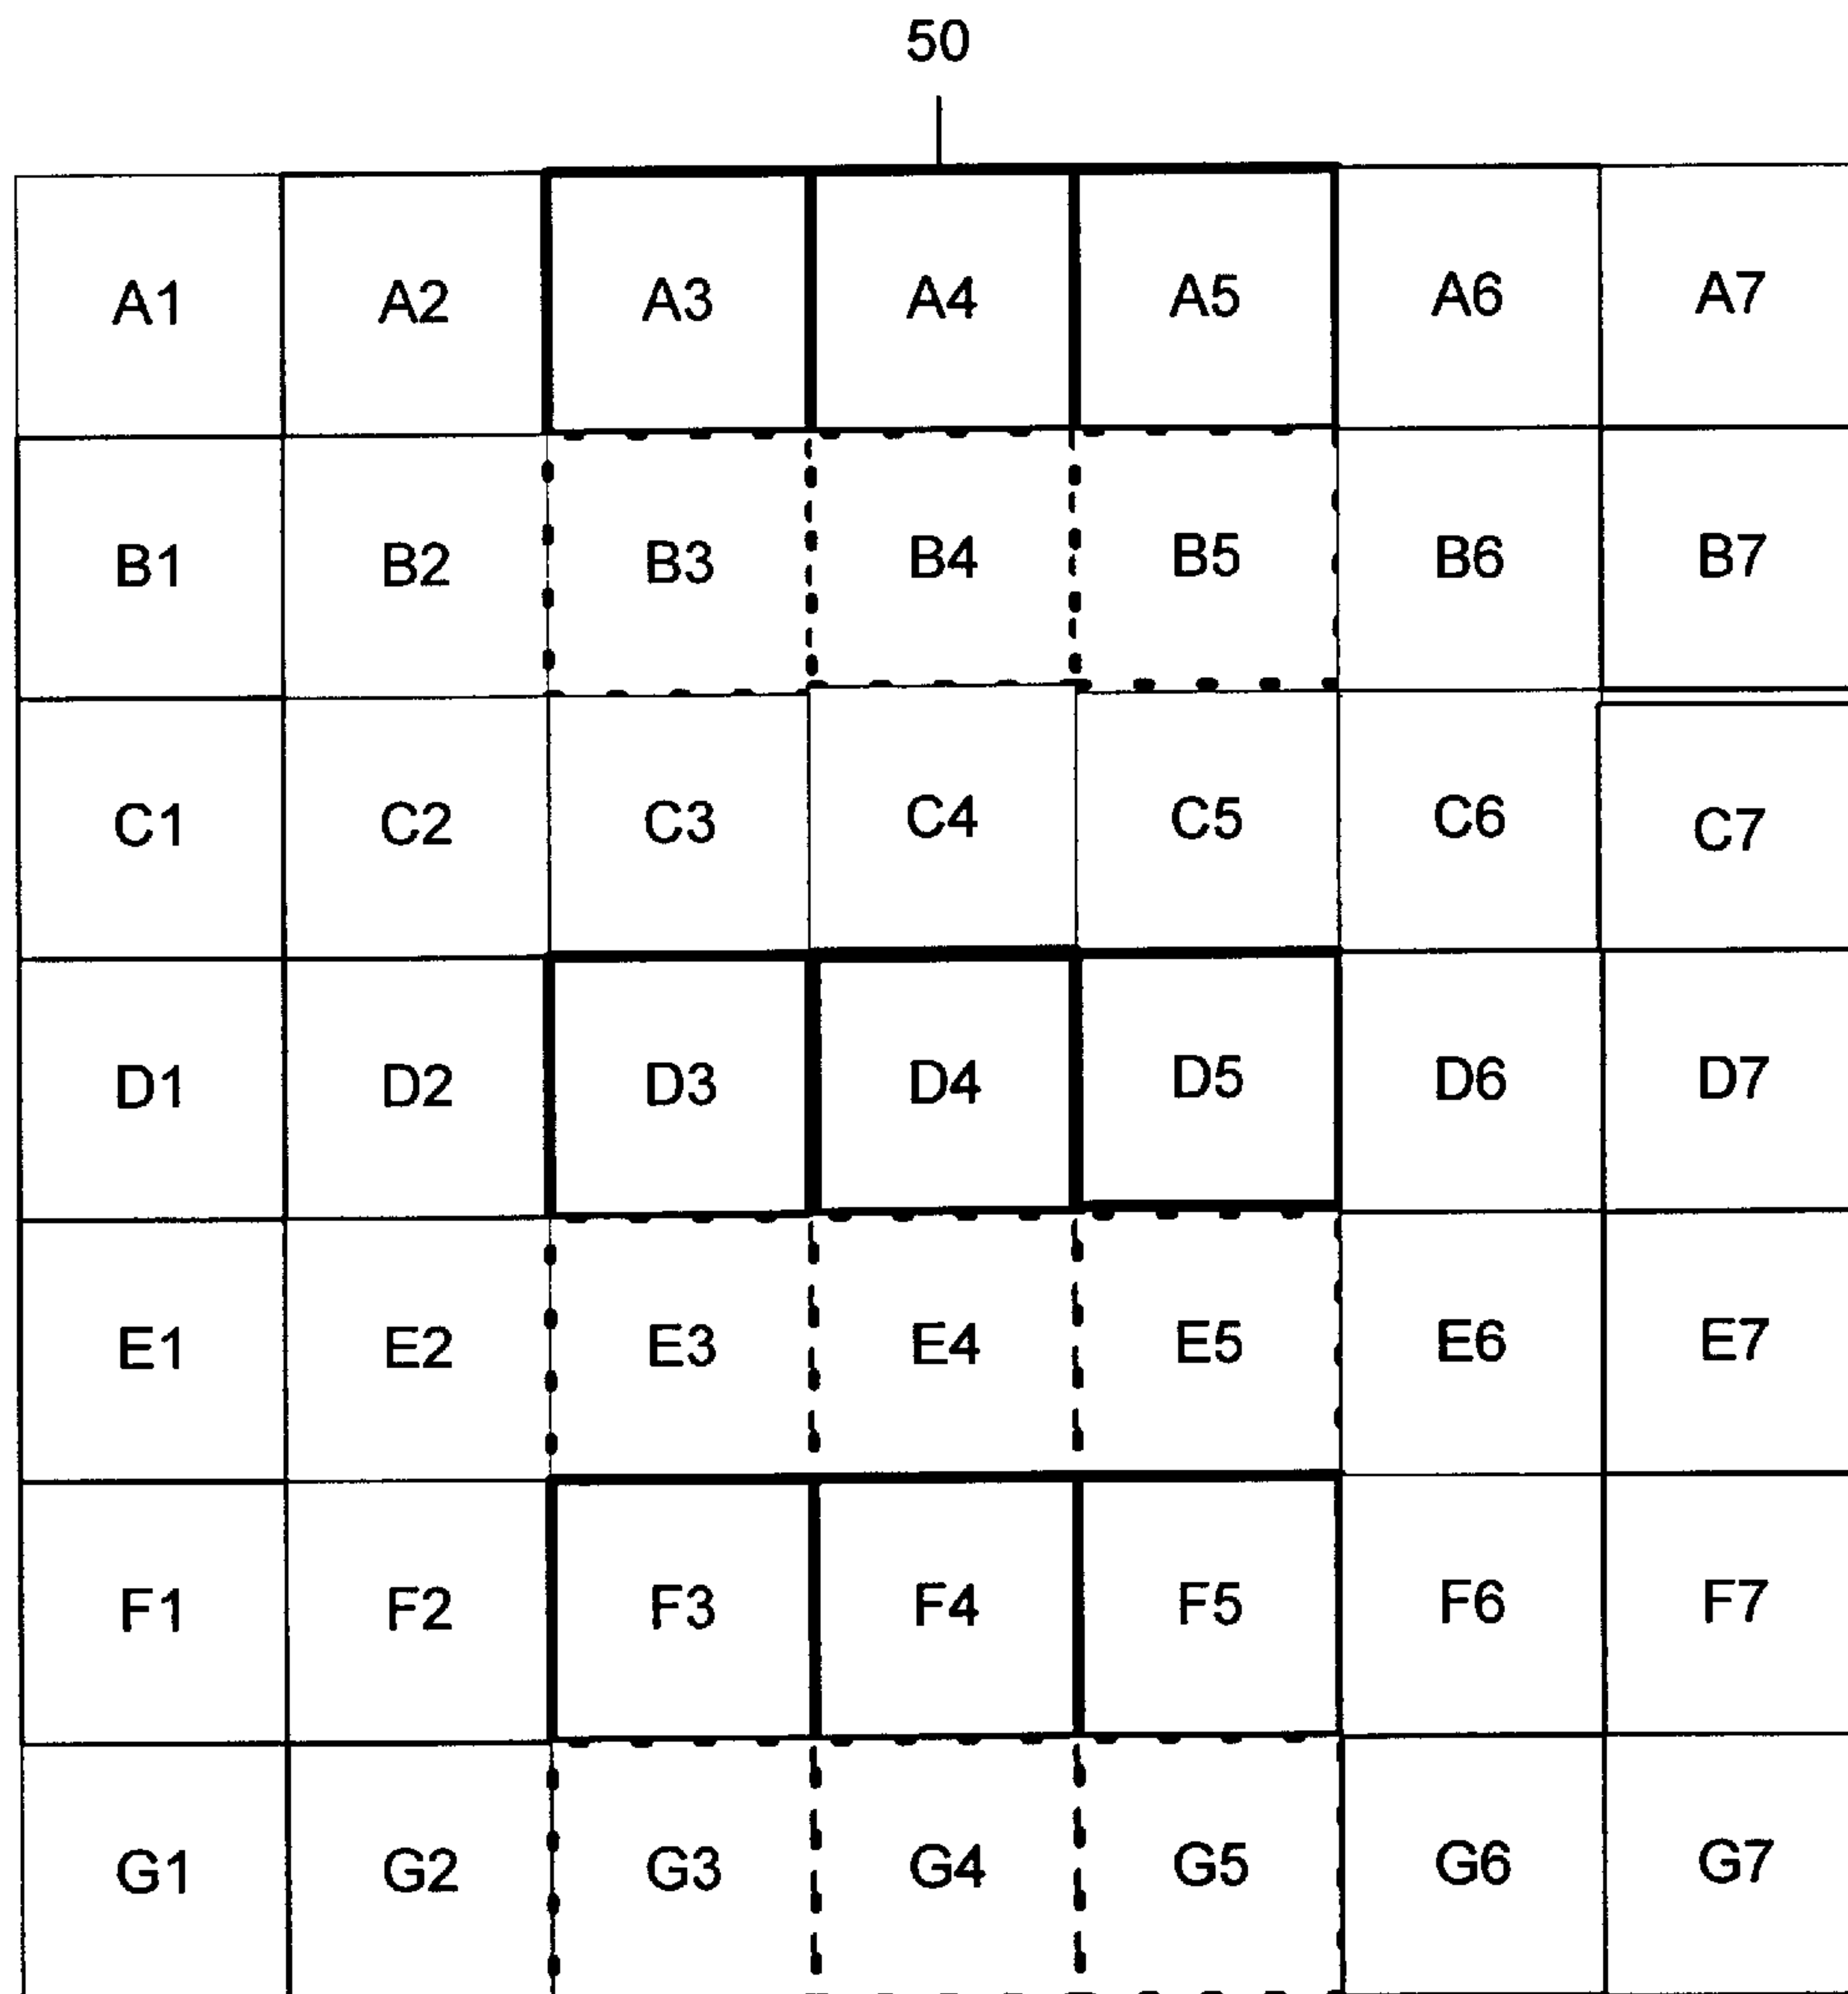 50
A1 A2 A3 A4 A5 A6 A7
B1 B2 B3 B4 B5 B6 B7
C1 C2 C3 C4 C5 C6 C7
D1 D2 D3 D4 D5 D6 D7
E1 E2 E3 E4 E5 E6 E7
F1 F2 F3 F4 F5 F6 F7
G1 G2 G3 G4 G5 G6 G7